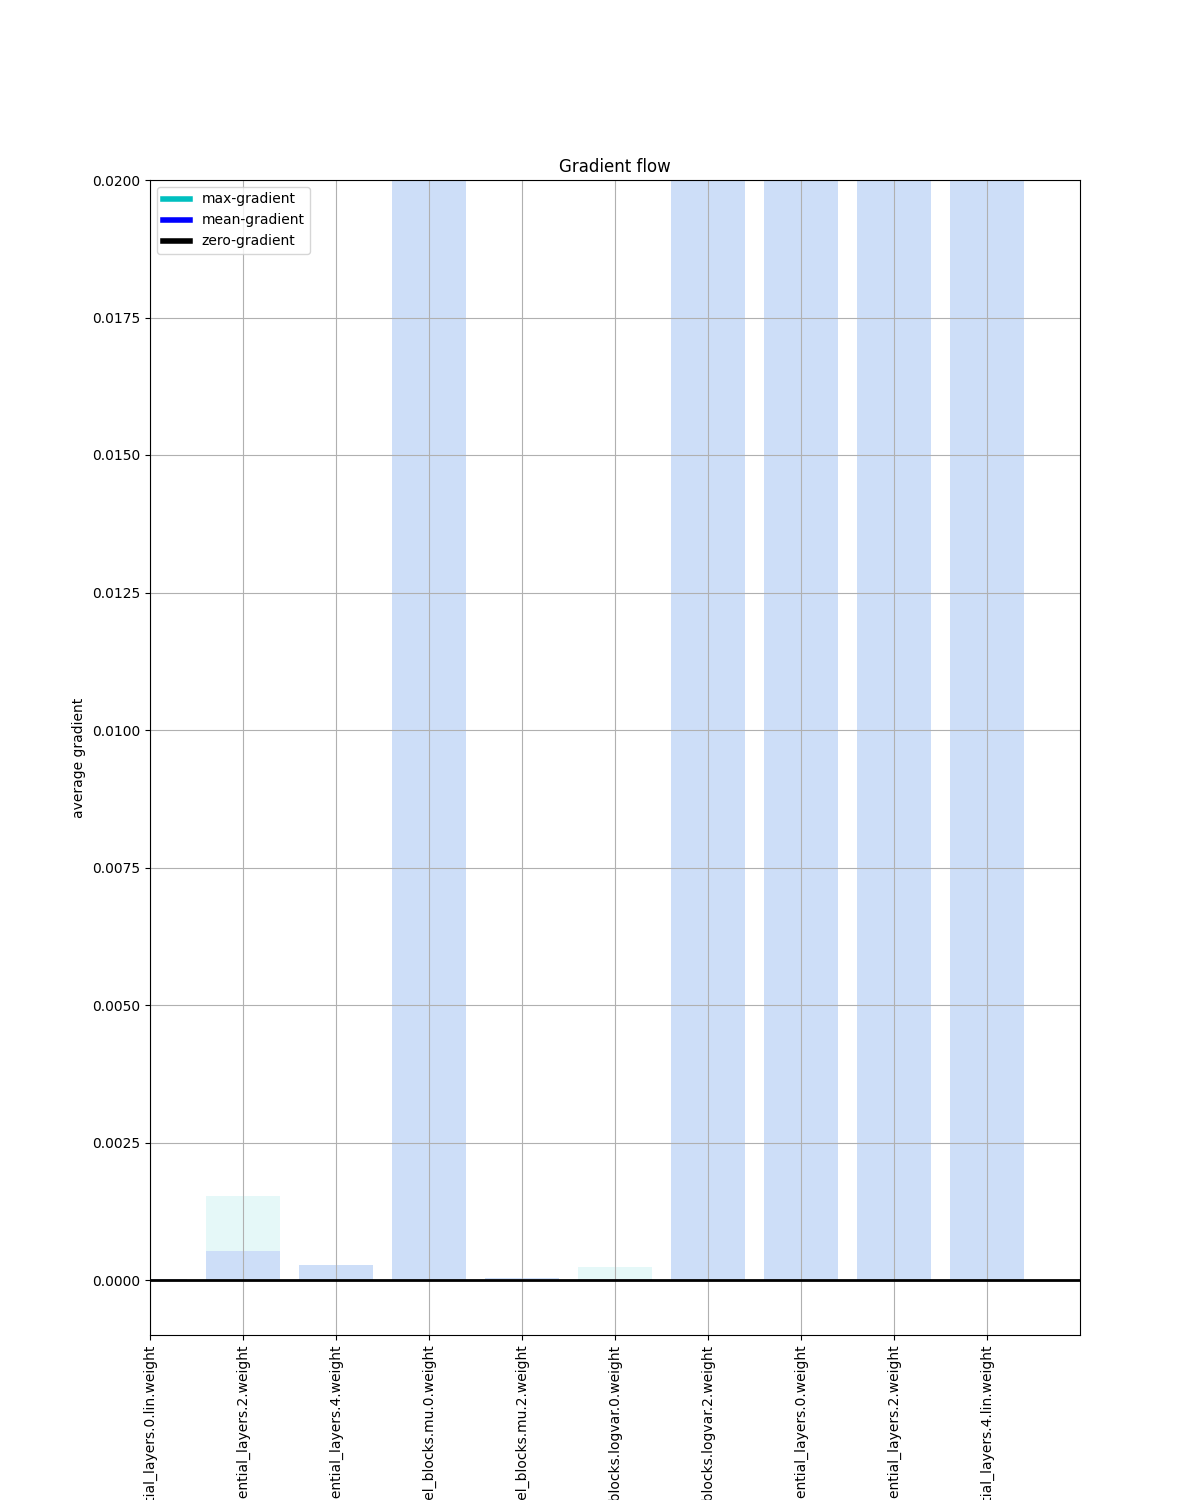 Gradient flow
max-gradient
mean-gradient
zero-gradient
0.0200
0.0175
0.0150
0.0125
0.0100
0.0075
0.0050
0.0025
0.0000
average gradient
tial_layers.0.lin.weight
ential_layers.2.weight
ential_layers.4.weight
el_blocks.mu.0.weight
el_blocks.mu.2.weight
blocks.logvar.0.weight
blocks.logvar.2.weight
ential_layers.0.weight
ential_layers.2.weight
tial_layers.4.lin.weight